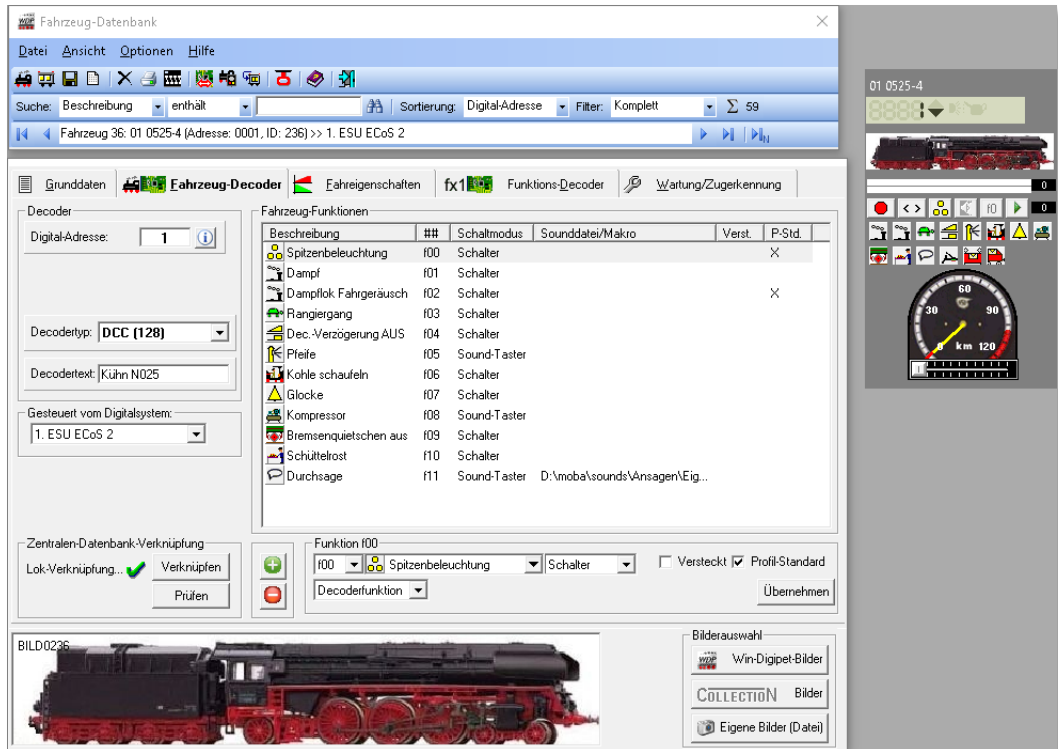 Fahrzeug-Datenbank
Datei Ansicht Optionen Hilfe
Suche: Beschreibung enthält Sortierung: Digital-Adresse Filter: Komplett Σ 59
Fahrzeug 36: 01 0525-4 (Adresse: 0001, ID: 236) >> 1. ESU ECoS 2
Grunddaten Fahrzeug-Decoder Fahreigenschaften fx1 Funktions-Decoder Wartung/Zugerkennung
Decoder
Digital-Adresse: 1
Decodertyp: DCC (128)
Decodertext: Kühn N025
Gesteuert vom Digitalsystem:
1. ESU ECoS 2
Fahrzeug-Funktionen
Beschreibung ## Schaltmodus Sounddatei/Makro Verst. P-Std.
Spitzenbeleuchtung f00 Schalter X
Dampf f01 Schalter
Dampflok Fahrgeräusch f02 Schalter X
Rangiergang f03 Schalter
Dec.-Verzögerung AUS f04 Schalter
Pfeife f05 Sound-Taster
Kohle schaufeln f06 Schalter
Glocke f07 Schalter
Kompressor f08 Sound-Taster
Bremsenquietschen aus f09 Schalter
Schüttelrost f10 Schalter
Durchsage f11 Sound-Taster D:\moba\sounds\Ansagen\Eig...
Zentralen-Datenbank-Verknüpfung
Lok-Verknüpfung... Verknüpfen
Prüfen
Funktion f00
f00 Spitzenbeleuchtung Schalter Versteckt Profil-Standard
Decoderfunktion Übernehmen
BILD0236
Bilderauswahl
WDP Win-Digipet-Bilder
COLLECTION Bilder
Eigene Bilder (Datei)
01 0525-4
0
< > f0 0
60
30 90
0 km 120